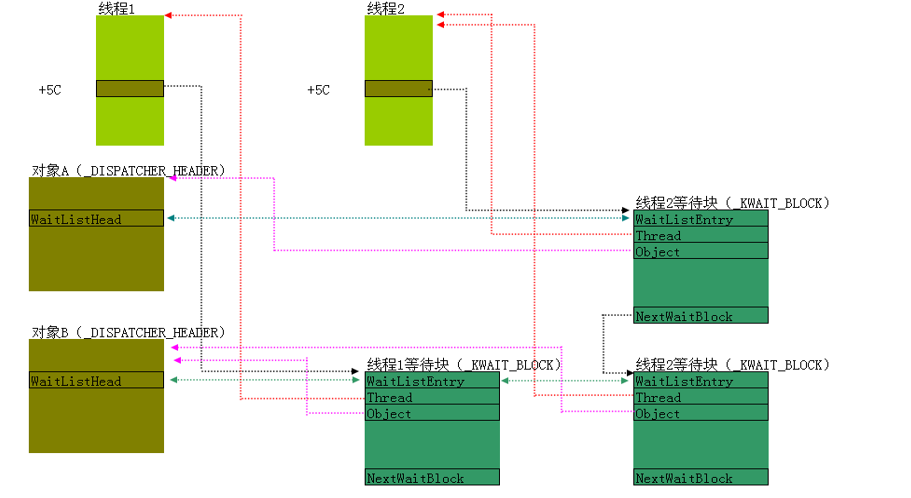 线程1
线程2
+5C
+5C
对象A（_DISPATCHER_HEADER）
WaitListHead
线程2等待块（_KWAIT_BLOCK）
WaitListEntry
Thread
Object
NextWaitBlock
对象B（_DISPATCHER_HEADER）
WaitListHead
线程1等待块（_KWAIT_BLOCK）
WaitListEntry
Thread
Object
NextWaitBlock
线程2等待块（_KWAIT_BLOCK）
WaitListEntry
Thread
Object
NextWaitBlock